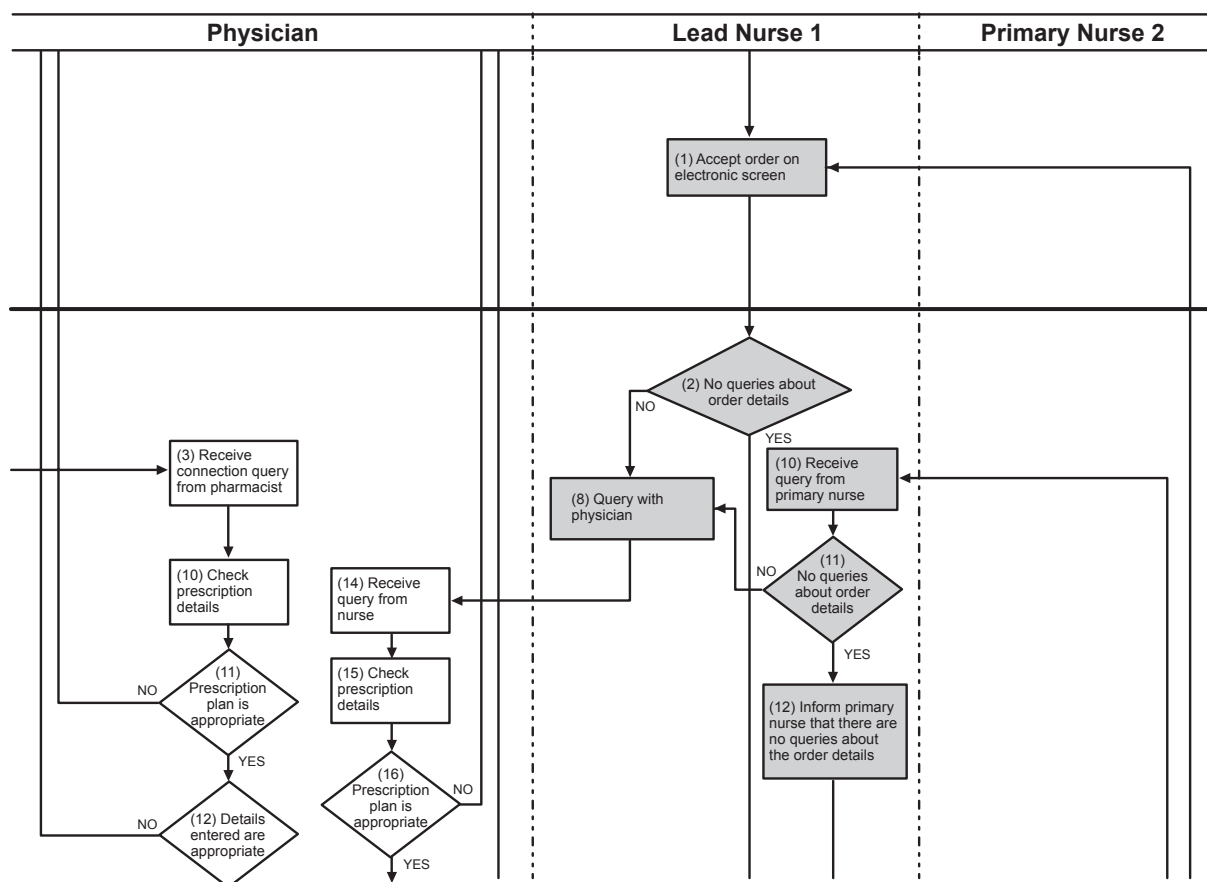 Physician
Lead Nurse 1
Primary Nurse 2
(1) Accept order on
electronic screen
(2) No queries about
order details
NO
YES
(3) Receive
connection query
from pharmacist
(10) Receive
query from
primary nurse
(8) Query with
physician
(11)
No queries
about order
details
NO
YES
(10) Check
prescription
details
(14) Receive
query from
nurse
(11)
Prescription
plan is
appropriate
NO
YES
(15) Check
prescription
details
(12) Inform primary
nurse that there are
no queries about
the order details
(16)
Prescription
plan is
appropriate
NO
YES
(12) Details
entered are
appropriate
NO